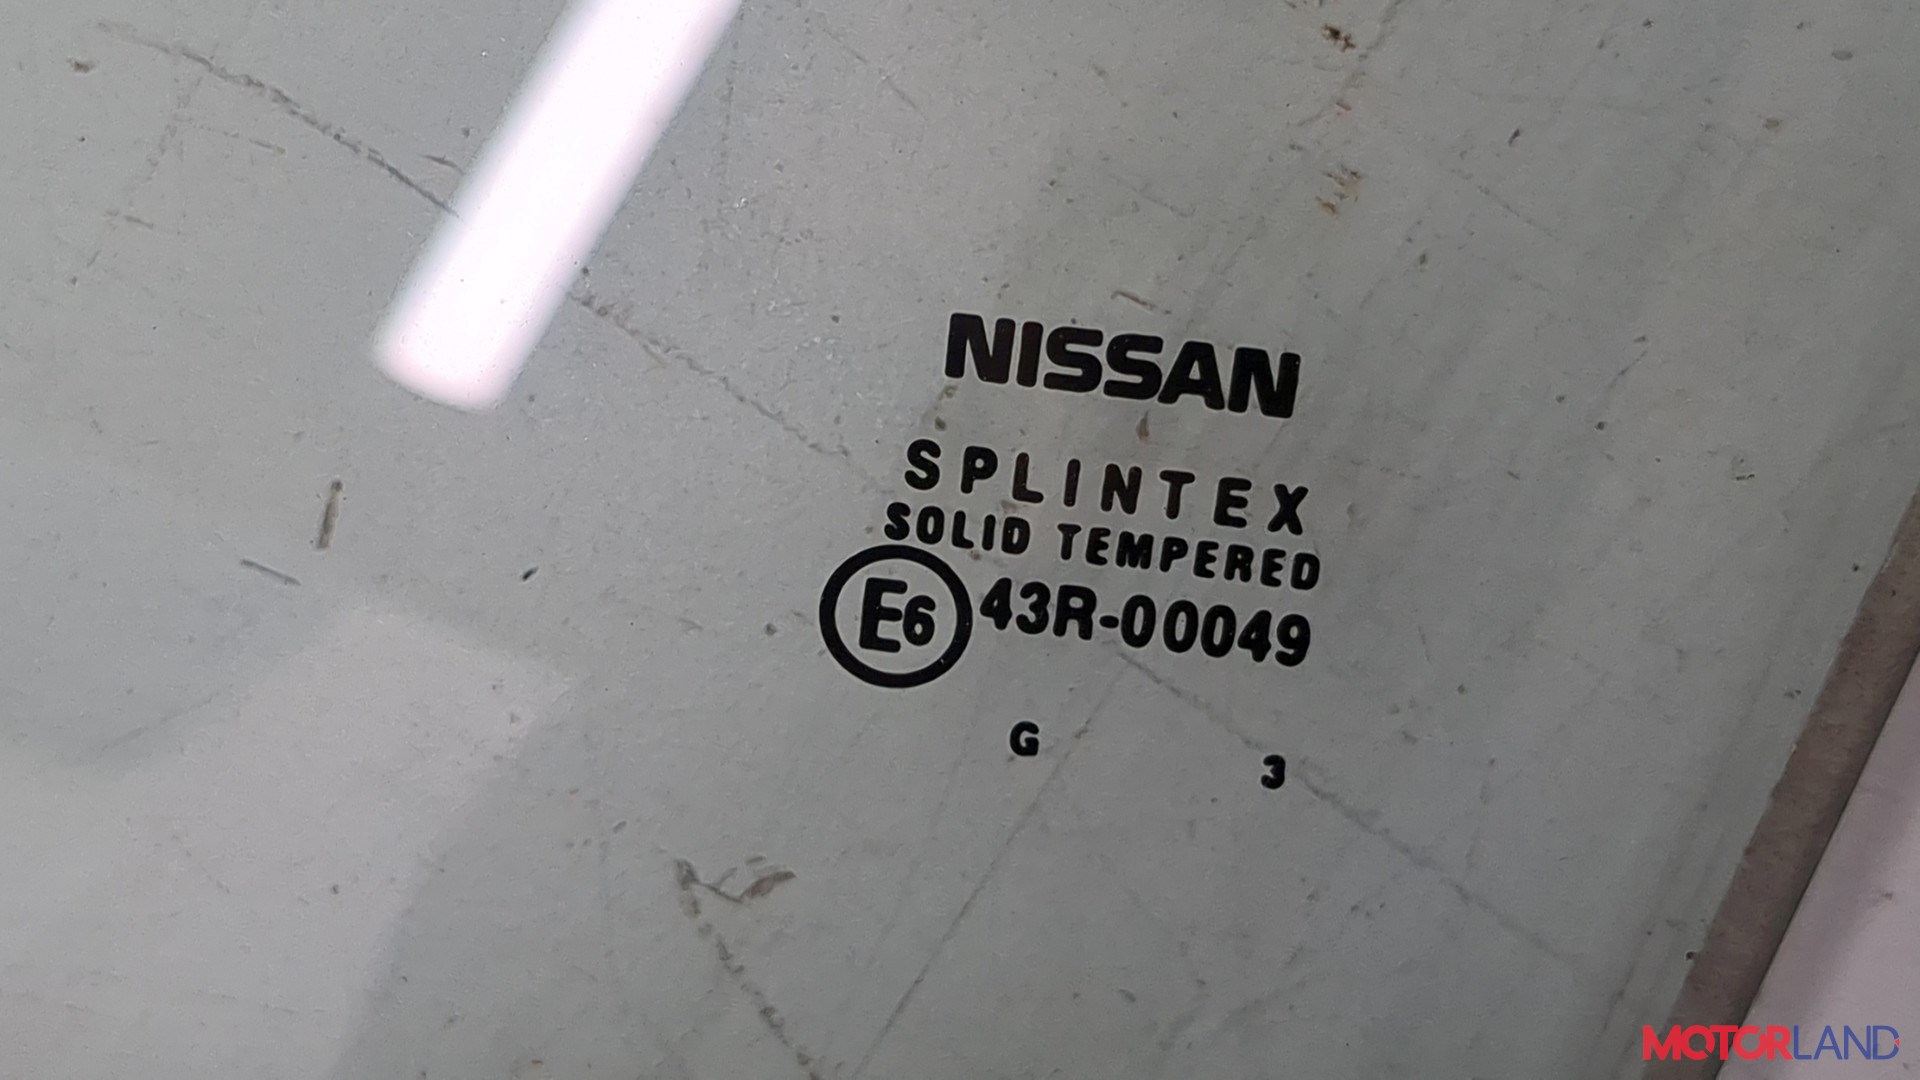 NISSAN
SPLINTEX
SOLID TEMPERED
E6 43R-00049
G 3
MOTORLAND